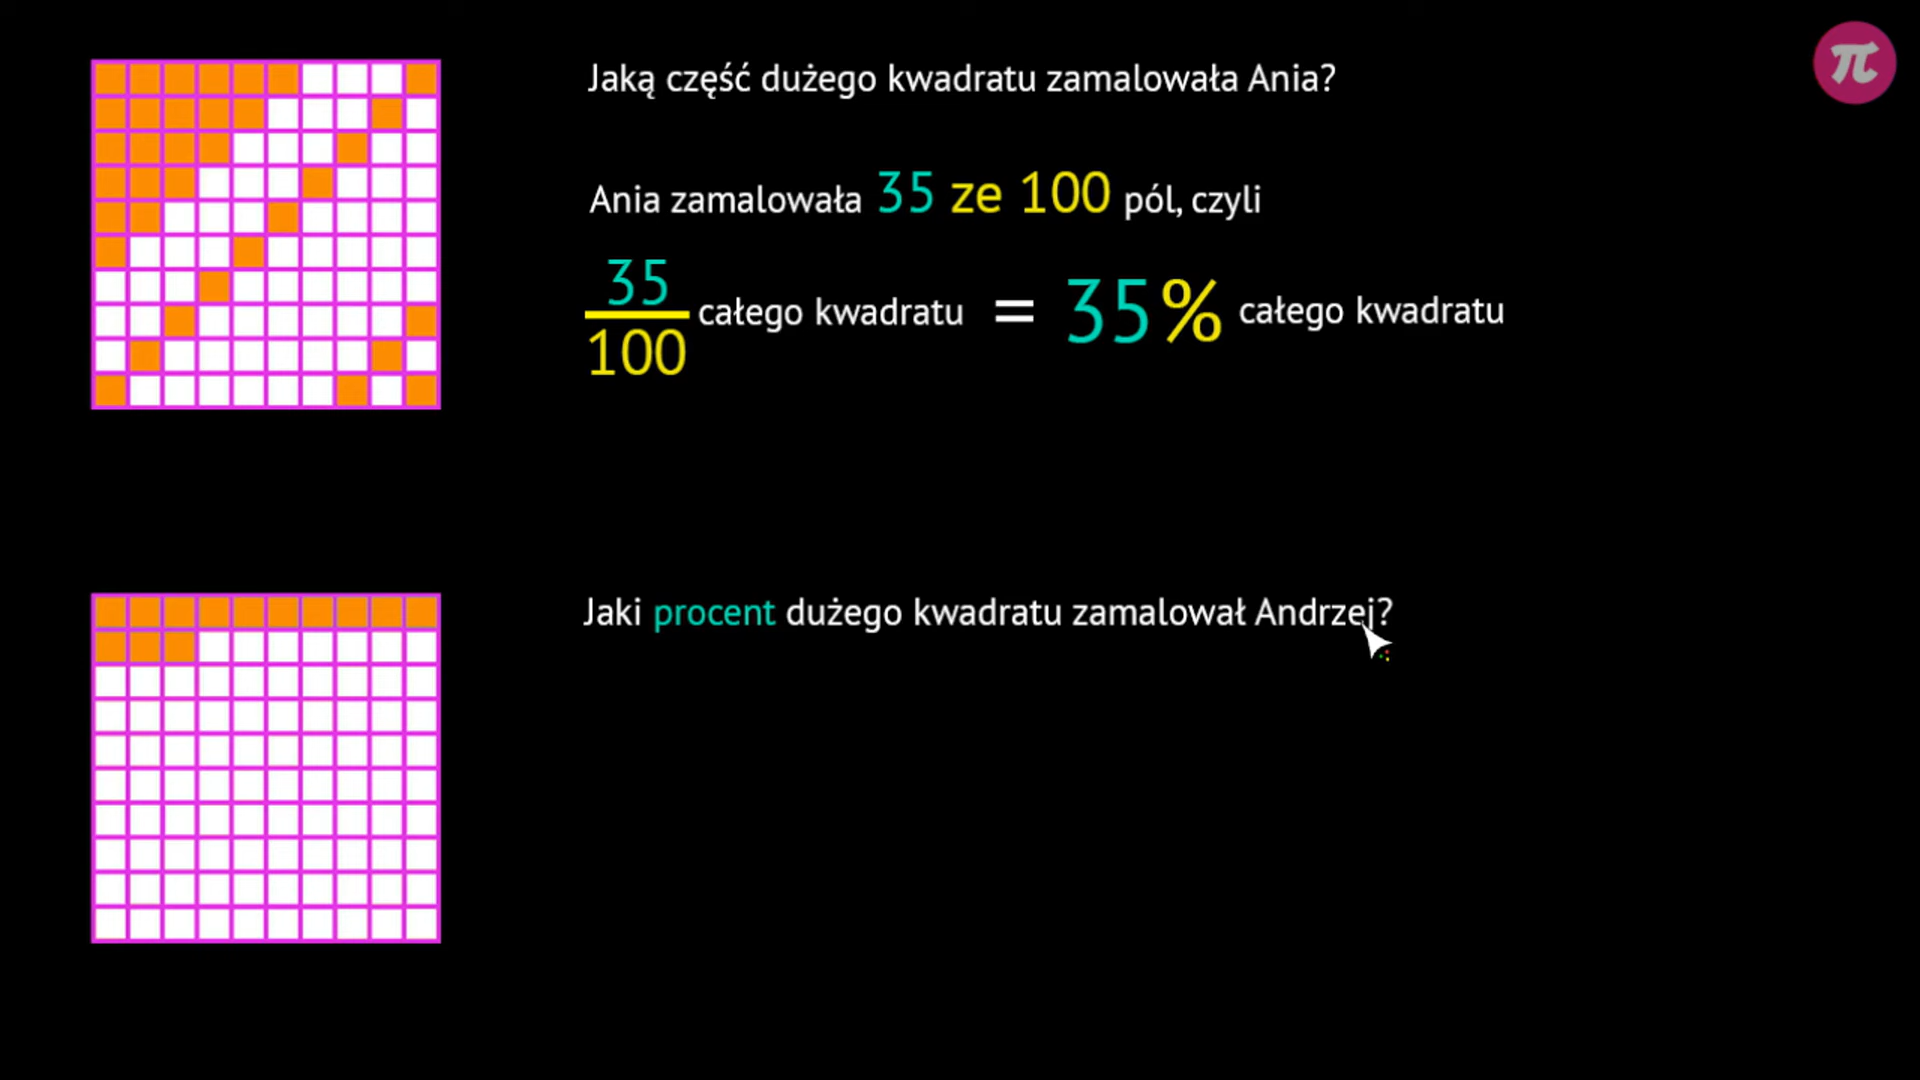 π
Jaką część dużego kwadratu zamalowała Ania?
Ania zamalowała 35 ze 100 pól, czyli
35
100
całego kwadratu = 35% całego kwadratu
Jaki procent dużego kwadratu zamalował Andrzej?